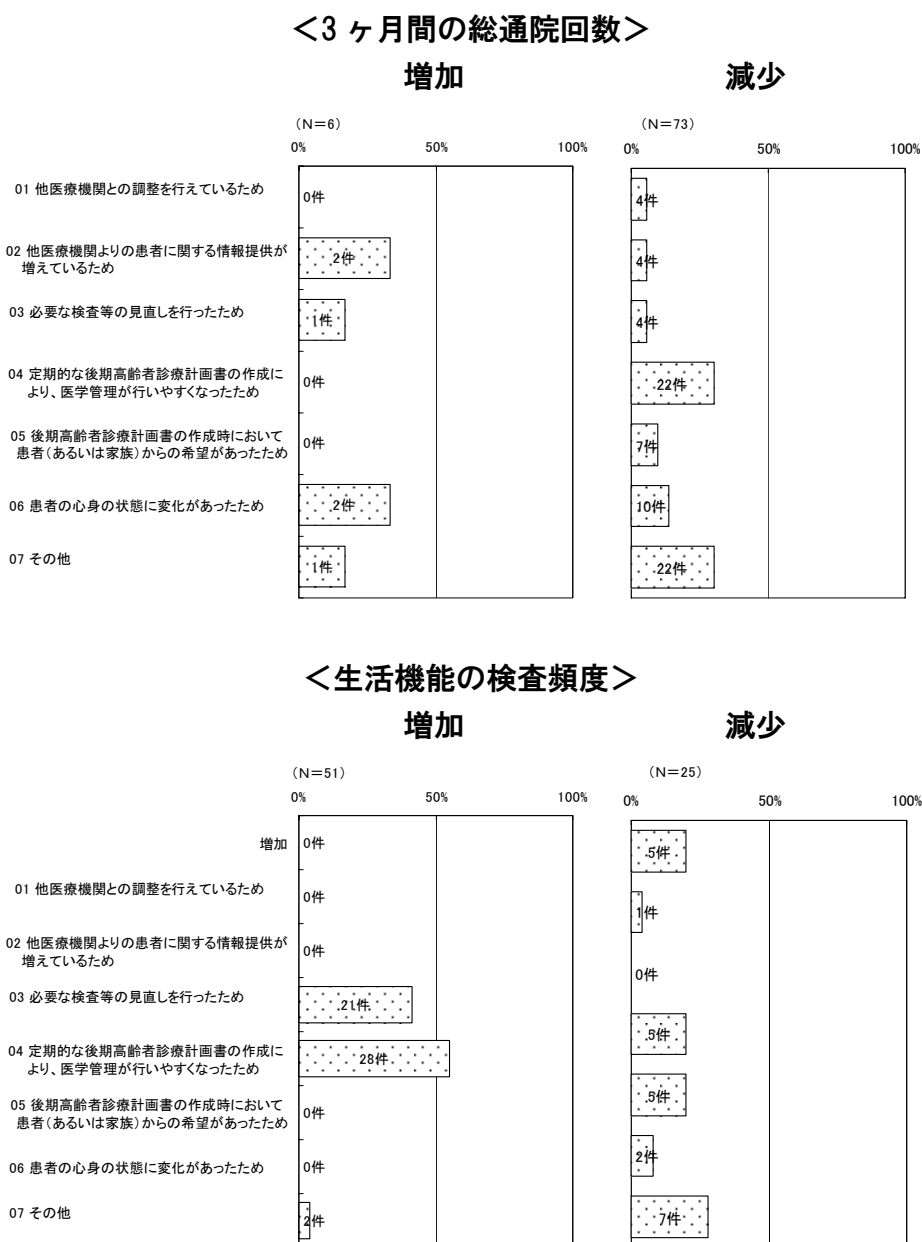 ＜3 ヶ月間の総通院回数＞
増加 減少
(N=6) (N=73)
0% 50% 100% 0% 50% 100%
01 他医療機関との調整を行えているため 0件 4件
02 他医療機関よりの患者に関する情報提供が
増えているため 2件 4件
03 必要な検査等の見直しを行ったため 1件 4件
04 定期的な後期高齢者診療計画書の作成に
より、医学管理が行いやすくなったため 0件 22件
05 後期高齢者診療計画書の作成時において
患者（あるいは家族）からの希望があったため 0件 7件
06 患者の心身の状態に変化があったため 2件 10件
07 その他 1件 22件
＜生活機能の検査頻度＞
増加 減少
(N=51) (N=25)
0% 50% 100% 0% 50% 100%
増加 0件 5件
01 他医療機関との調整を行えているため 0件 1件
02 他医療機関よりの患者に関する情報提供が
増えているため 0件 0件
03 必要な検査等の見直しを行ったため 21件 5件
04 定期的な後期高齢者診療計画書の作成に
より、医学管理が行いやすくなったため 28件 5件
05 後期高齢者診療計画書の作成時において
患者（あるいは家族）からの希望があったため 0件 2件
06 患者の心身の状態に変化があったため 0件
07 その他 2件 7件